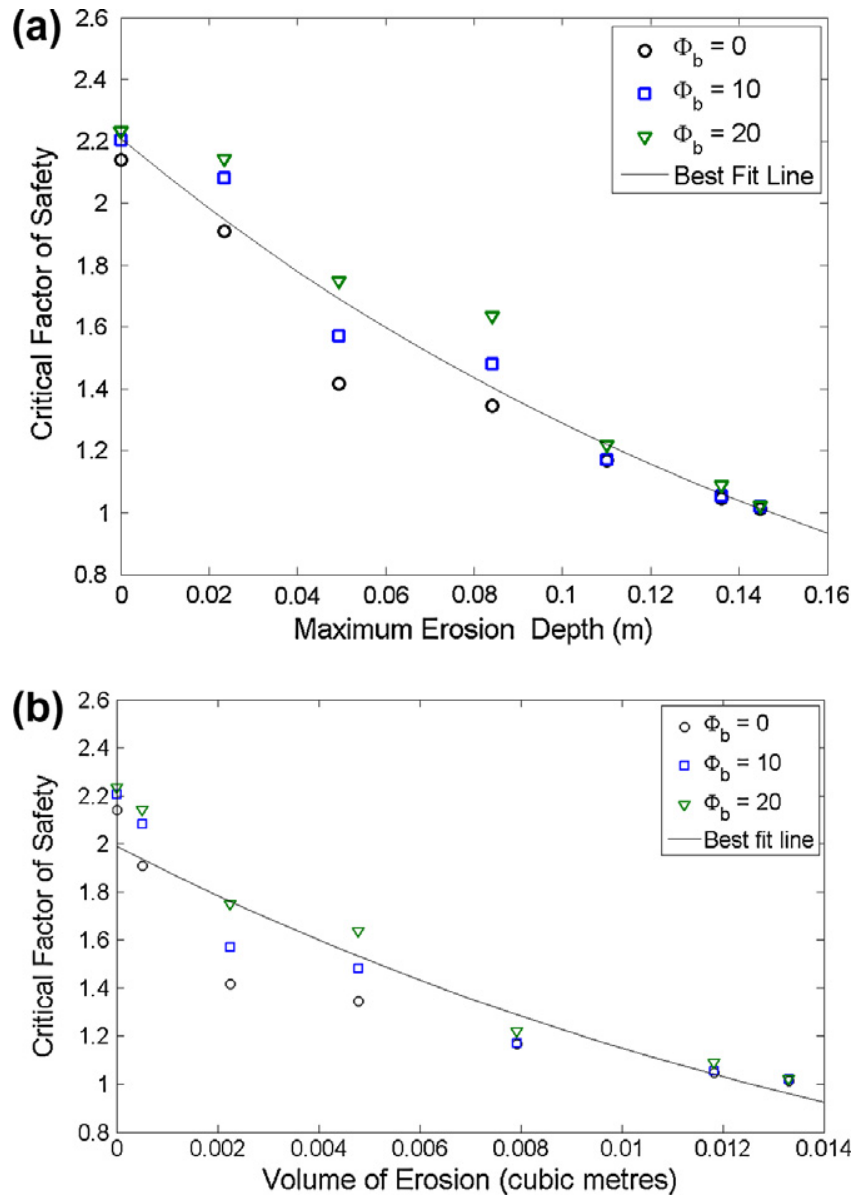 (a)
2.6
2.4
2.2
2
1.8
1.6
1.4
1.2
1
0.8
Critical Factor of Safety
Φb = 0
Φb = 10
Φb = 20
Best Fit Line
0 0.02 0.04 0.06 0.08 0.1 0.12 0.14 0.16
Maximum Erosion Depth (m)
(b)
2.6
2.4
2.2
2
1.8
1.6
1.4
1.2
1
0.8
Critical Factor of Safety
Φb = 0
Φb = 10
Φb = 20
Best fit line
0 0.002 0.004 0.006 0.008 0.01 0.012 0.014
Volume of Erosion (cubic metres)